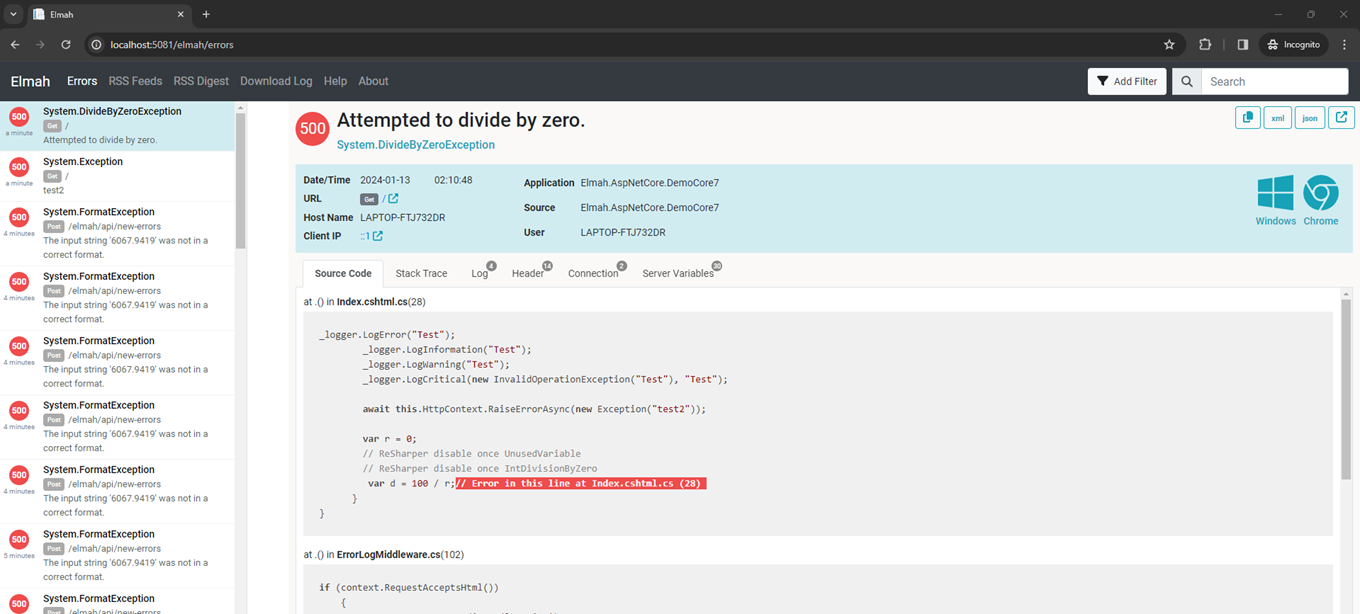 Elmah
localhost:5081/elmah/errors
Incognito
Elmah Errors RSS Feeds RSS Digest Download Log Help About
Add Filter
Search
500 System.DivideByZeroException
a minute Get /
Attempted to divide by zero.
500 System.Exception
a minute Get /
test2
500 System.FormatException
4 minutes Post /elmah/api/new-errors
The input string '6067.9419' was not in a
correct format.
500 System.FormatException
4 minutes Post /elmah/api/new-errors
The input string '6067.9419' was not in a
correct format.
500 System.FormatException
4 minutes Post /elmah/api/new-errors
The input string '6067.9419' was not in a
correct format.
500 System.FormatException
4 minutes Post /elmah/api/new-errors
The input string '6067.9419' was not in a
correct format.
500 System.FormatException
4 minutes Post /elmah/api/new-errors
The input string '6067.9419' was not in a
correct format.
500 System.FormatException
5 minutes Post /elmah/api/new-errors
The input string '6067.9419' was not in a
correct format.
500 System.FormatException
Post /elmah/api/new-errors
500 Attempted to divide by zero.
System.DivideByZeroException
xml json
Date/Time 2024-01-13 02:10:48
URL Get /
Host Name LAPTOP-FTJ732DR
Client IP ::1
Application Elmah.AspNetCore.DemoCore7
Source Elmah.AspNetCore.DemoCore7
User LAPTOP-FTJ732DR
Windows Chrome
Source Code Stack Trace Log 4 Header 14 Connection 2 Server Variables 30
at .() in Index.cshtml.cs(28)
_logger.LogError("Test");
_logger.LogInformation("Test");
_logger.LogWarning("Test");
_logger.LogCritical(new InvalidOperationException("Test"), "Test");
await this.HttpContext.RaiseErrorAsync(new Exception("test2"));
var r = 0;
// ReSharper disable once UnusedVariable
// ReSharper disable once IntDivisionByZero
var d = 100 / r;// Error in this line at Index.cshtml.cs (28)
}
}
at .() in ErrorLogMiddleware.cs(102)
if (context.RequestAcceptsHtml())
{